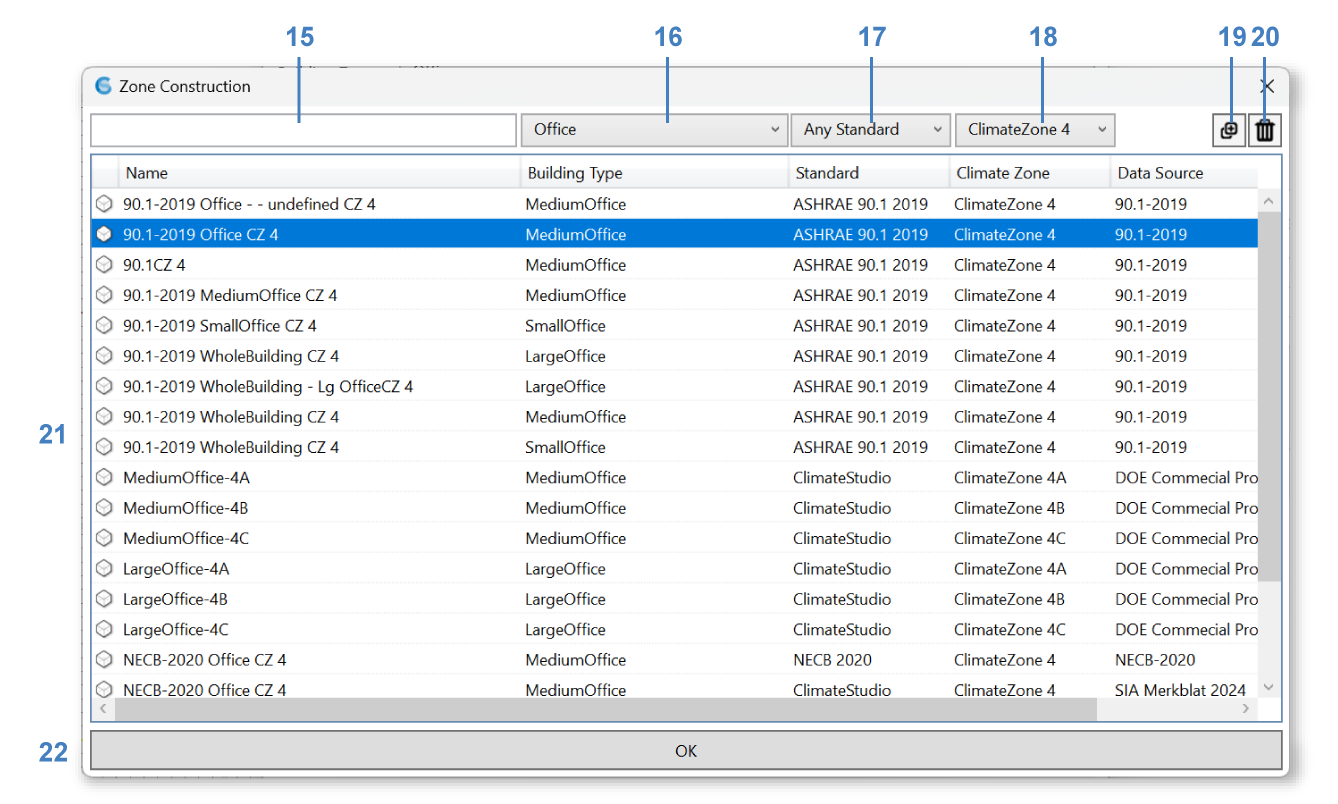 15 16 17 18 19 20
Zone Construction
Office Any Standard ClimateZone 4
Name Building Type Standard Climate Zone Data Source
90.1-2019 Office - - undefined CZ 4 MediumOffice ASHRAE 90.1 2019 ClimateZone 4 90.1-2019
90.1-2019 Office CZ 4 MediumOffice ASHRAE 90.1 2019 ClimateZone 4 90.1-2019
90.1CZ 4 MediumOffice ASHRAE 90.1 2019 ClimateZone 4 90.1-2019
90.1-2019 MediumOffice CZ 4 MediumOffice ASHRAE 90.1 2019 ClimateZone 4 90.1-2019
90.1-2019 SmallOffice CZ 4 SmallOffice ASHRAE 90.1 2019 ClimateZone 4 90.1-2019
90.1-2019 WholeBuilding CZ 4 LargeOffice ASHRAE 90.1 2019 ClimateZone 4 90.1-2019
90.1-2019 WholeBuilding - Lg OfficeCZ 4 LargeOffice ASHRAE 90.1 2019 ClimateZone 4 90.1-2019
90.1-2019 WholeBuilding CZ 4 MediumOffice ASHRAE 90.1 2019 ClimateZone 4 90.1-2019
21
90.1-2019 WholeBuilding CZ 4 SmallOffice ASHRAE 90.1 2019 ClimateZone 4 90.1-2019
MediumOffice-4A MediumOffice ClimateStudio ClimateZone 4A DOE Commecial Pro
MediumOffice-4B MediumOffice ClimateStudio ClimateZone 4B DOE Commecial Pro
MediumOffice-4C MediumOffice ClimateStudio ClimateZone 4C DOE Commecial Pro
LargeOffice-4A LargeOffice ClimateStudio ClimateZone 4A DOE Commecial Pro
LargeOffice-4B LargeOffice ClimateStudio ClimateZone 4B DOE Commecial Pro
LargeOffice-4C LargeOffice ClimateStudio ClimateZone 4C DOE Commecial Pro
NECB-2020 Office CZ 4 MediumOffice NECB 2020 ClimateZone 4 NECB-2020
NECB-2020 Office CZ 4 MediumOffice ClimateStudio ClimateZone 4 SIA Merkblat 2024
22 OK